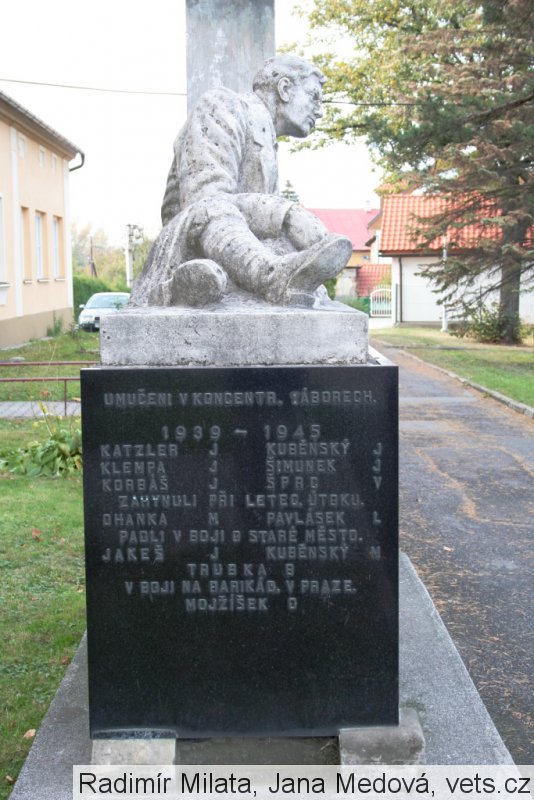 UMUČENI V KONCENTR. TÁBORECH.
1939 - 1945
KATZLER J KUBĚNSKÝ J
KLEMPA J ŠIMUNEK J
KORBÁŠ J ŠPRC V
ZAHYNULI PŘI LETEC. ÚTOKU.
OHANKA M PAVLÁSEK L
PADLI V BOJI O STARÉ MĚSTO.
JAKEŠ J KUBĚNSKÝ M
TRUBKA B
V BOJI NA BARIKÁD. V PRAZE.
MOJŽÍŠEK O
Radimír Milata, Jana Medová, vets.cz